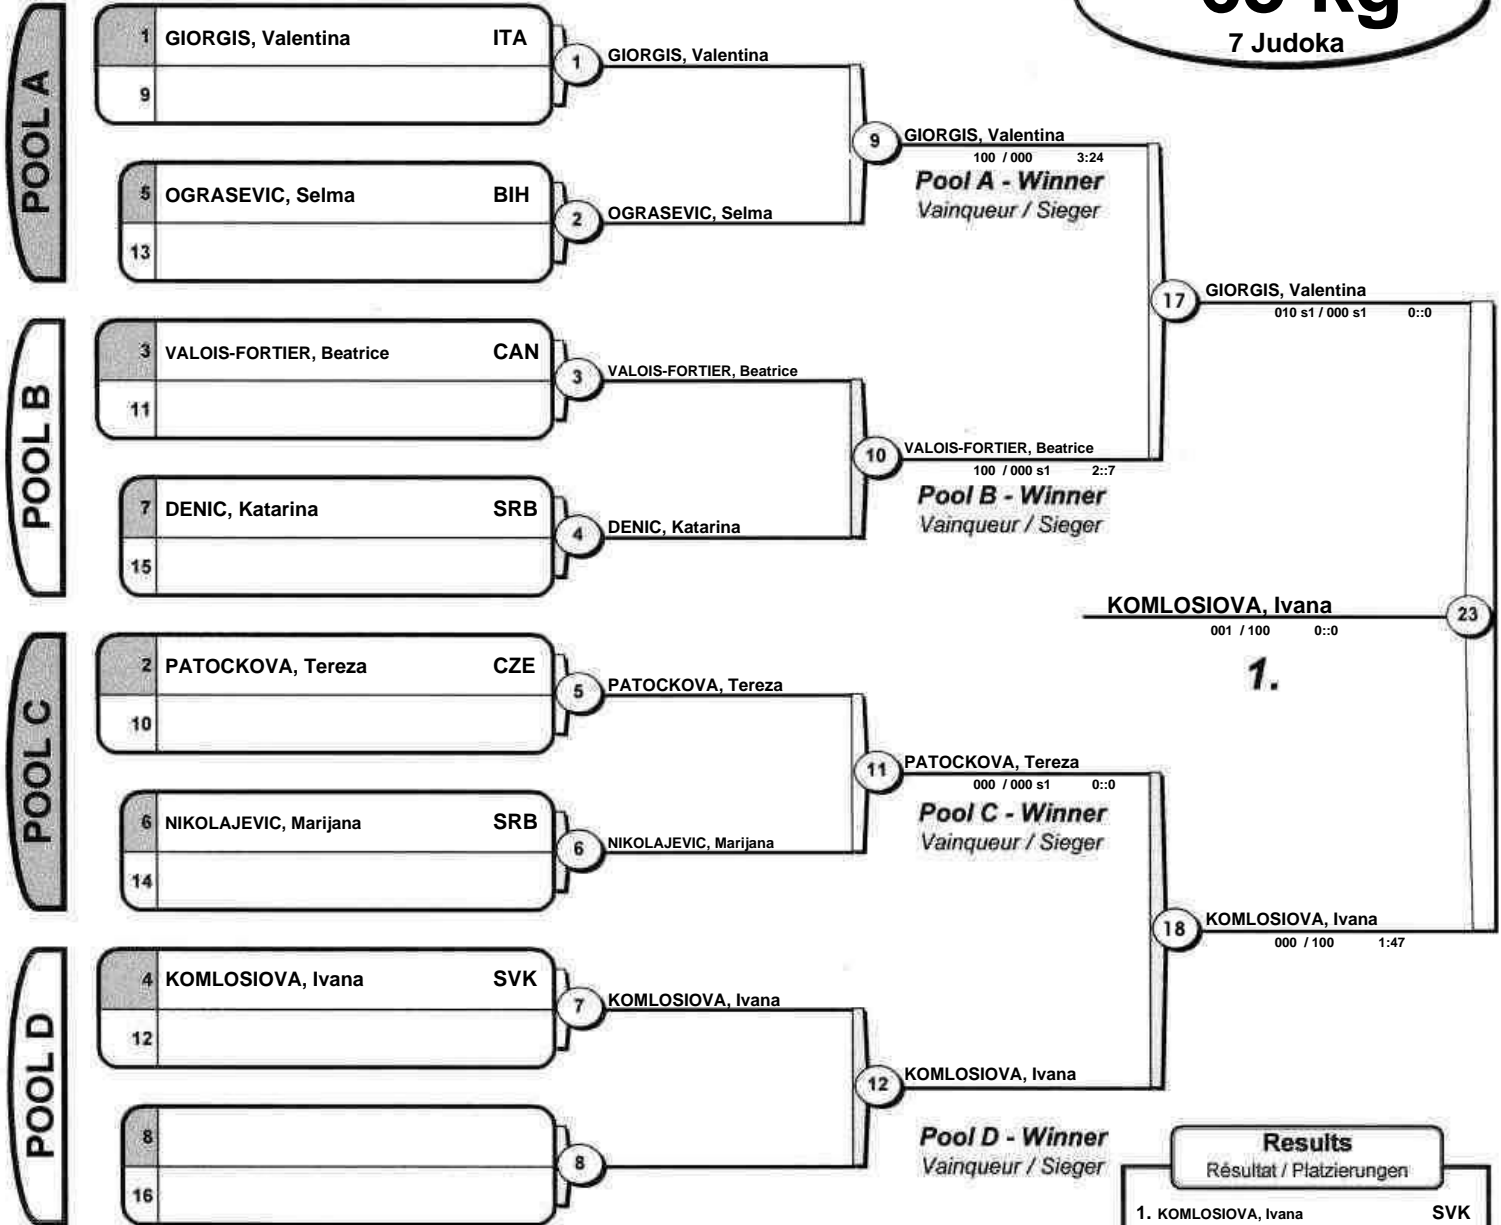 7 Judoka
POOL A
1 GIORGIS, Valentina ITA
9
1 GIORGIS, Valentina
5 OGRASEVIC, Selma BIH
13
2 OGRASEVIC, Selma
9 GIORGIS, Valentina
100 / 000 3:24
Pool A - Winner
Vainqueur / Sieger
POOL B
3 VALOIS-FORTIER, Beatrice CAN
11
3 VALOIS-FORTIER, Beatrice
7 DENIC, Katarina SRB
15
4 DENIC, Katarina
10 VALOIS-FORTIER, Beatrice
100 / 000 s1 2::7
Pool B - Winner
Vainqueur / Sieger
17 GIORGIS, Valentina
010 s1 / 000 s1 0::0
KOMLOSIOVA, Ivana 23
001 / 100 0::0
1.
POOL C
2 PATOCKOVA, Tereza CZE
10
5 PATOCKOVA, Tereza
6 NIKOLAJEVIC, Marijana SRB
14
6 NIKOLAJEVIC, Marijana
11 PATOCKOVA, Tereza
000 / 000 s1 0::0
Pool C - Winner
Vainqueur / Sieger
18 KOMLOSIOVA, Ivana
000 / 100 1:47
POOL D
4 KOMLOSIOVA, Ivana SVK
12
7 KOMLOSIOVA, Ivana
8
16
8
12 KOMLOSIOVA, Ivana
Pool D - Winner
Vainqueur / Sieger
Results
Résultat / Platzierungen
1. KOMLOSIOVA, Ivana SVK